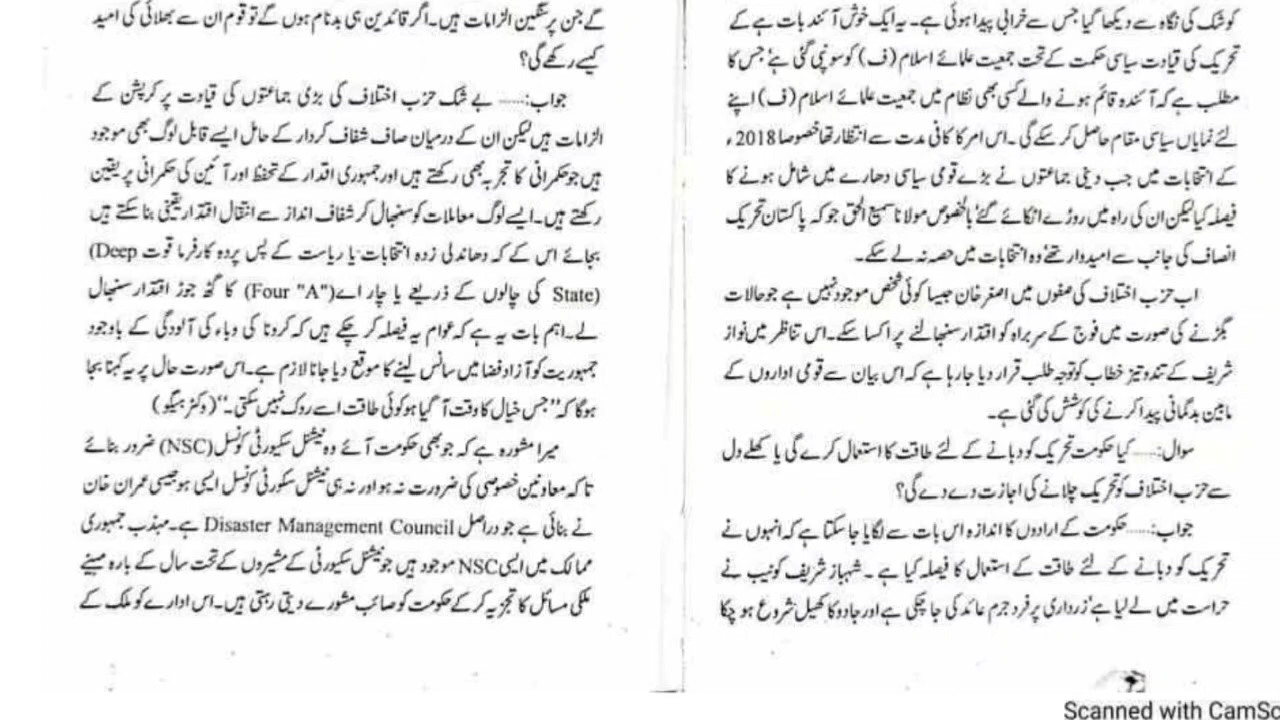 کو شک کی نگاہ سے دیکھا گیا جس سے خرابی پیدا ہوئی ہے۔ یہ ایک خوش آئند بات ہے کے
تحریک کی قیادت سیاسی حکمت کے تحت جمعیت علمائے اسلام (ف) کو سونپی گئی ہے' جس کا
مطلب ہے کہ آئندہ قائم ہونے والے کسی بھی نظام میں جمعیت علمائے اسلام (ف) اپنے
لئے نمایاں سیاسی مقام حاصل کر سکے گی۔ اس امر کا کافی مدت سے انتظار تھا خصوصا 2018ء
کے انتخابات میں جب دینی جماعتوں نے بڑے قومی سیاسی دھارے میں شامل ہونے کا
فیصلہ کیا لیکن ان کی راہ میں روڑے اٹکائے گئے' بالخصوص مولانا سمیع الحق جو کہ پاکستان تحریک
انصاف کی جانب سے امیدوار تھے' وہ انتخابات میں حصہ نہ لے سکے۔
اب حزب اختلاف کی صفوں میں اصغر خان جیسا کوئی شخص موجود نہیں ہے جو حالات
بگڑنے کی صورت میں فوج کے سربراہ کو اقتدار سنبھالنے پر اکسا سکے۔ اس تناظر میں نواز
شریف کے تند و تیز خطاب کو توجہ طلب قرار دیا جا رہا ہے کہ اس بیان سے قومی اداروں کے
مابین بدگمانی پیدا کرنے کی کوشش کی گئی ہے۔
سوال:...... کیا حکومت تحریک کو دبانے کے لئے طاقت کا استعمال کرے گی یا کھلے دل
سے حزب اختلاف کو تحریک چلانے کی اجازت دے دے گی؟
جواب:...... حکومت کے ارادوں کا اندازہ اس بات سے لگایا جا سکتا ہے کہ انہوں نے
تحریک کو دبانے کے لئے طاقت کے استعمال کا فیصلہ کیا ہے۔ شہباز شریف کو نیب نے
حراست میں لے لیا ہے' زرداری پر فرد جرم عائد کی جا چکی ہے اور جادو کا کھیل شروع ہو چکا
گے جن پر سنگین الزامات ہیں۔ اگر قائدین ہی بدنام ہوں گے تو قوم ان سے بھلائی کی امید
کیسے رکھے گی؟
جواب:...... بے شک حزب اختلاف کی بڑی جماعتوں کی قیادت پر کرپشن کے
الزامات ہیں لیکن ان کے درمیان صاف شفاف کردار کے حامل ایسے قابل لوگ بھی موجود
ہیں جو حکمرانی کا تجربہ بھی رکھتے ہیں اور جمہوری اقدار کے تحفظ اور آئین کی حکمرانی پر یقین
رکھتے ہیں۔ ایسے لوگ معاملات کو سنبھال کر شفاف انداز سے انتقال اقتدار یقینی بنا سکتے ہیں
بجائے اس کے کہ دھاندلی زدہ انتخابات' یا ریاست کے پس پردہ کارفرما قوت (Deep
State) کی چالوں کے ذریعے یا چار اے (Four "A") کا گٹھ جوڑ اقتدار سنبھال
لے۔ اہم بات یہ ہے کہ عوام یہ فیصلہ کر چکے ہیں کہ کرونا کی وباء کی آلودگی کے باوجود
جمہوریت کو آزاد فضا میں سانس لینے کا موقع دیا جانا لازم ہے۔ اس صورت حال پر یہ کہنا بجا
ہوگا کہ "جس خیال کا وقت آ گیا ہو کوئی طاقت اسے روک نہیں سکتی۔" (وکٹر ہیگو)
میرا مشورہ ہے کہ جو بھی حکومت آئے وہ نیشنل سیکورٹی کونسل (NSC) ضرور بنائے
تاکہ معاونین خصوصی کی ضرورت نہ ہو اور نہ ہی نیشنل سکورٹی کونسل ایسی ہو جیسی عمران خان
نے بنائی ہے جو دراصل Disaster Management Council ہے۔ مہذب جمہوری
ممالک میں ایسی NSC موجود ہیں جو نیشنل سکیورٹی کے مشیروں کے تحت سال کے بارہ مہینے
ملکی مسائل کا تجزیہ کر کے حکومت کو صائب مشورے دیتی رہتی ہیں۔ اس ادارے کو ملک کے
Scanned with CamSc